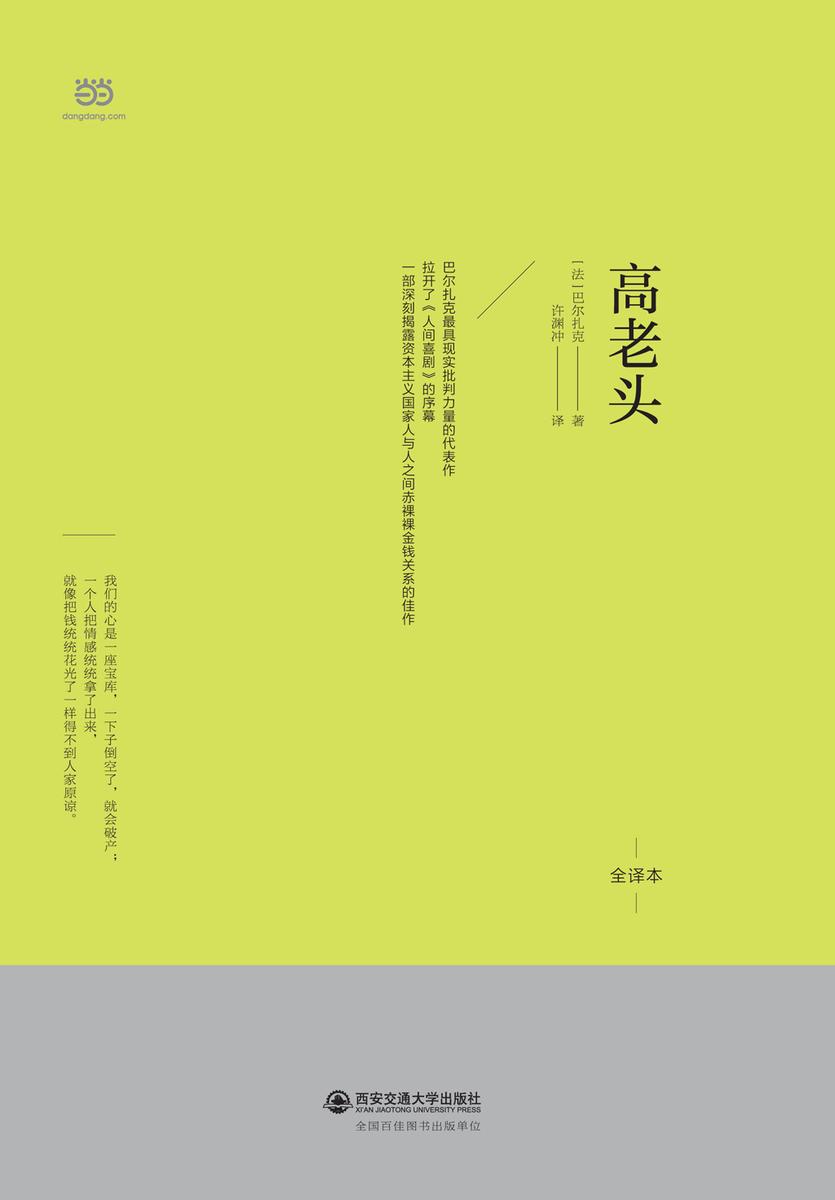 dangdang.com
高老头
[法]巴尔扎克——著
许渊冲——译
巴尔扎克最具现实批判力量的代表作
拉开了《人间喜剧》的序幕
一部深刻揭露资本主义国家人与人之间赤裸裸金钱关系的佳作
我们的心是一座宝库，一下子倒空了，就会破产；
一个人把情感统统拿了出来，
就像把钱统统花光了一样得不到人家原谅。
全译本
西安交通大学出版社
XI'AN JIAOTONG UNIVERSITY PRESS
全国百佳图书出版单位